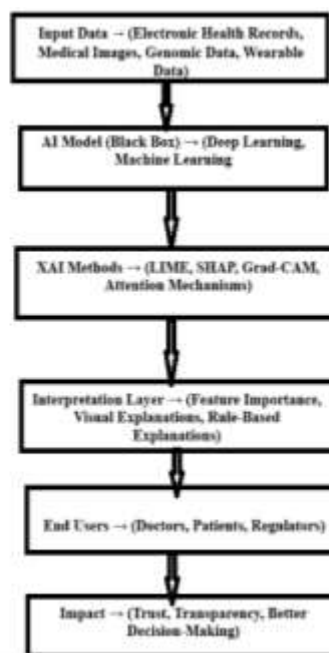 Input Data → (Electronic Health Records,
Medical Images, Genomic Data, Wearable
Data)
AI Model (Black Box) → (Deep Learning,
Machine Learning
XAI Methods → (LIME, SHAP, Grad-CAM,
Attention Mechanisms)
Interpretation Layer → (Feature Importance,
Visual Explanations, Rule-Based
Explanations)
End Users → (Doctors, Patients, Regulators)
Impact → (Trust, Transparency, Better
Decision-Making)